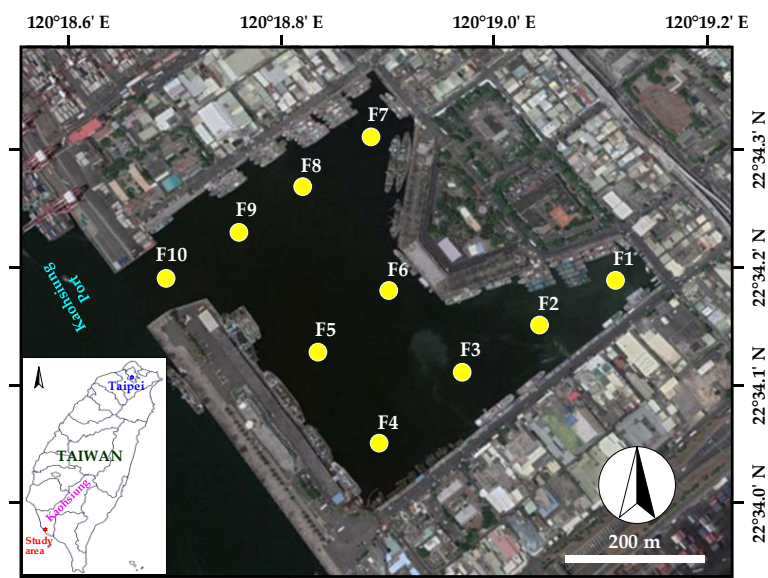 120°18.6' E
120°18.8' E
120°19.0' E
120°19.2' E
22°34.3' N
22°34.2' N
22°34.1' N
22°34.0' N
F7
F8
F9
F10
F6
F1
F2
F5
F3
F4
Kaohsiung
Port
Taipei
TAIWAN
Kaohsiung
Study
area
200 m